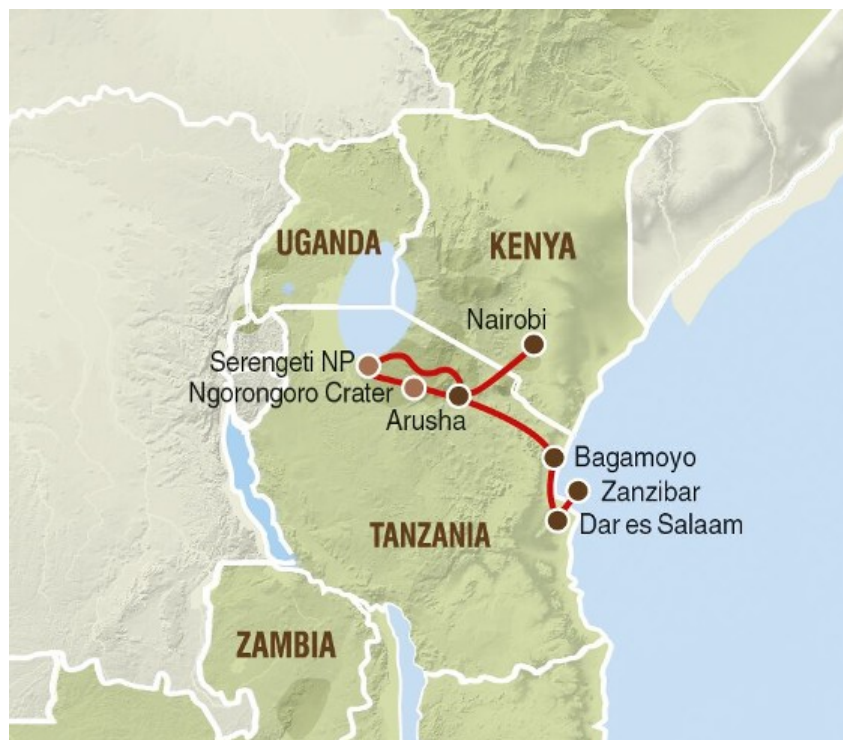 UGANDA
KENYA
Nairobi
Serengeti NP
Ngorongoro Crater
Arusha
Bagamoyo
Zanzibar
Dar es Salaam
TANZANIA
ZAMBIA